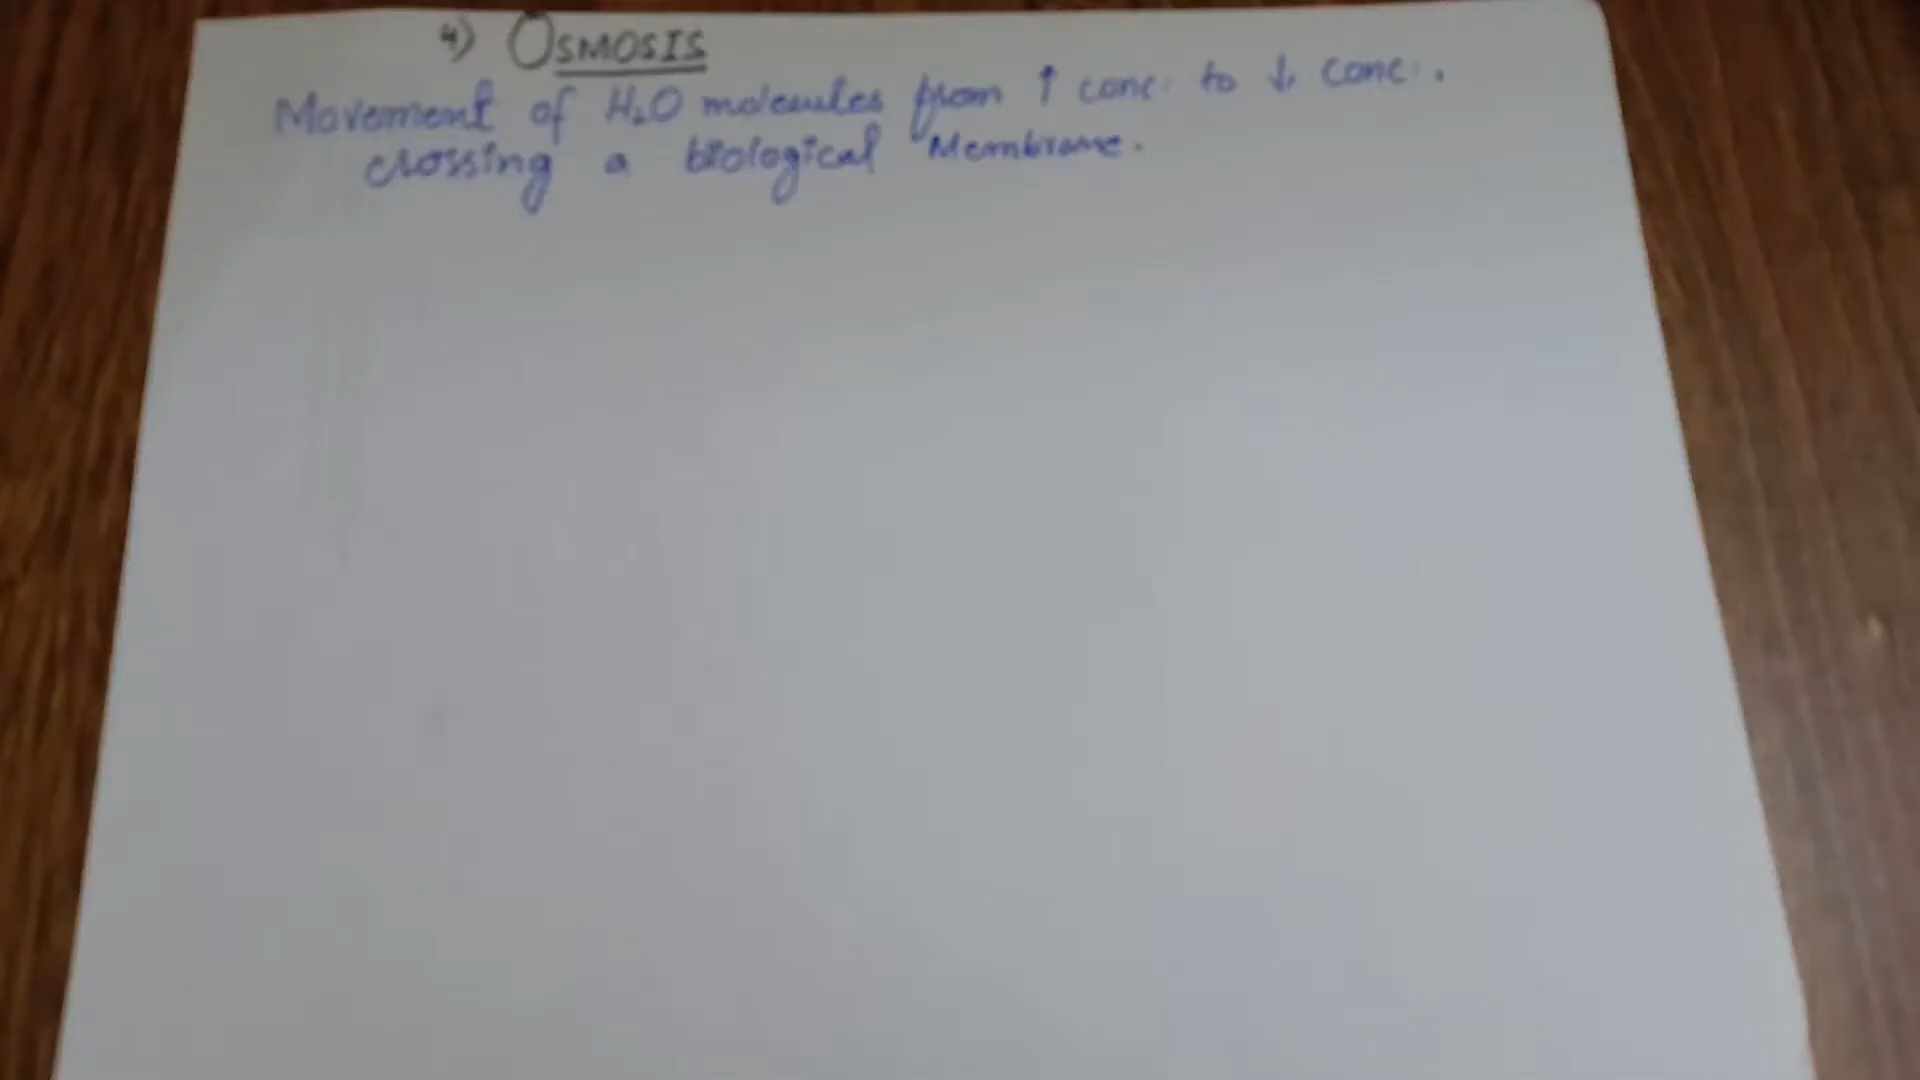 4) OSMOSIS
Movement of H₂O molecules from ↑ conc. to ↓ conc.
crossing a biological Membrane.